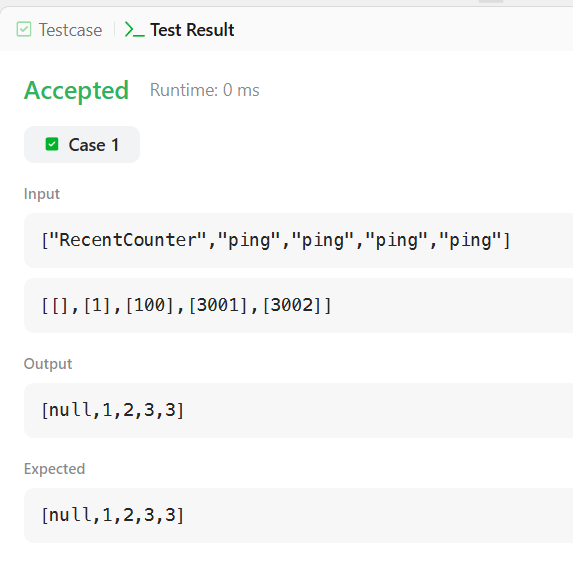 Testcase
Test Result
Accepted Runtime: 0 ms
Case 1
Input
["RecentCounter","ping","ping","ping","ping"]
[[],[1],[100],[3001],[3002]]
Output
[null,1,2,3,3]
Expected
[null,1,2,3,3]